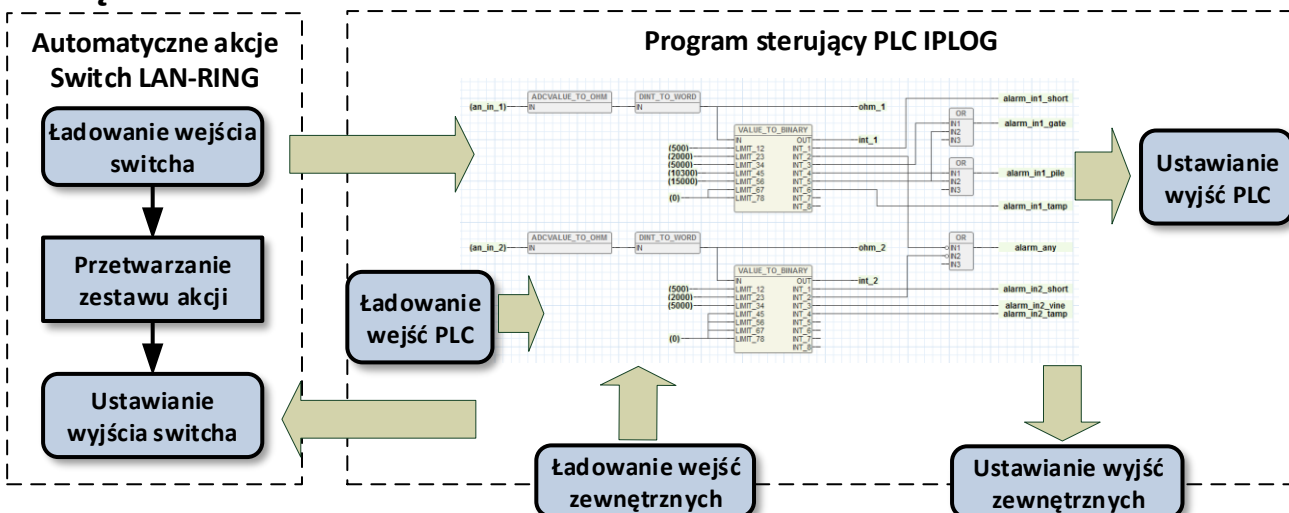 Automatyczne akcje
Switch LAN-RING
Ładowanie wejścia
switcha
Przetwarzanie
zestawu akcji
Ustawianie
wyjścia switcha
Program sterujący PLC IPLOG
(an_in_1)
ADCVALUE_TO_OHM
IN
DINT_TO_WORD
IN
ohm_1
VALUE_TO_BINARY
IN OUT
int_1
(500) LIMIT_12 INT_1
(2000) LIMIT_23 INT_2
(5000) LIMIT_34 INT_3
(10300) LIMIT_45 INT_4
(15000) LIMIT_56 INT_5
LIMIT_67 INT_6
(0) LIMIT_78 INT_7
INT_8
alarm_in1_short
OR
IN1
IN2
IN3
alarm_in1_gate
OR
IN1
IN2
IN3
alarm_in1_pile
alarm_in1_tamp
(an_in_2)
ADCVALUE_TO_OHM
IN
DINT_TO_WORD
IN
ohm_2
VALUE_TO_BINARY
IN OUT
int_2
(500) LIMIT_12 INT_1
(2000) LIMIT_23 INT_2
(5000) LIMIT_34 INT_3
LIMIT_45 INT_4
LIMIT_56 INT_5
LIMIT_67 INT_6
(0) LIMIT_78 INT_7
INT_8
OR
IN1
IN2
IN3
alarm_any
alarm_in2_short
alarm_in2_vine
alarm_in2_tamp
Ładowanie
wejść PLC
Ustawianie
wyjść PLC
Ładowanie wejść
zewnętrznych
Ustawianie wyjść
zewnętrznych